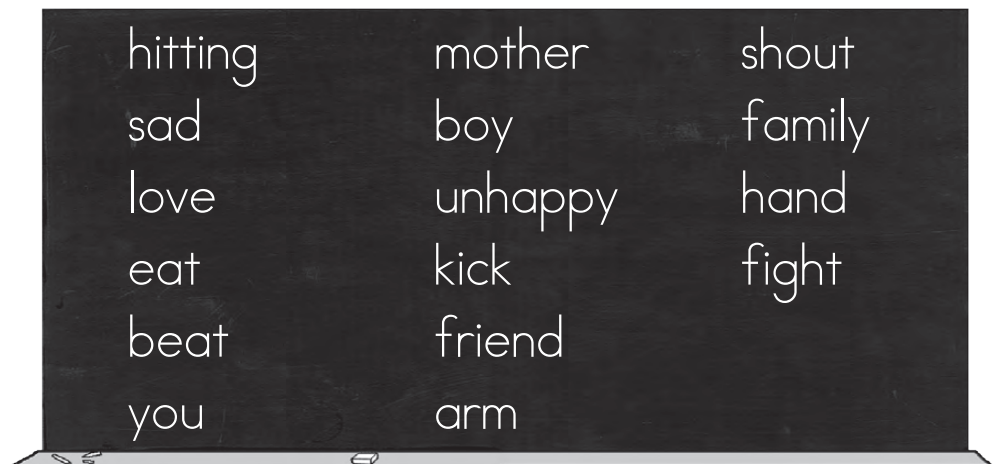 hitting
sad
love
eat
beat
you
mother
boy
unhappy
kick
friend
arm
shout
family
hand
fight